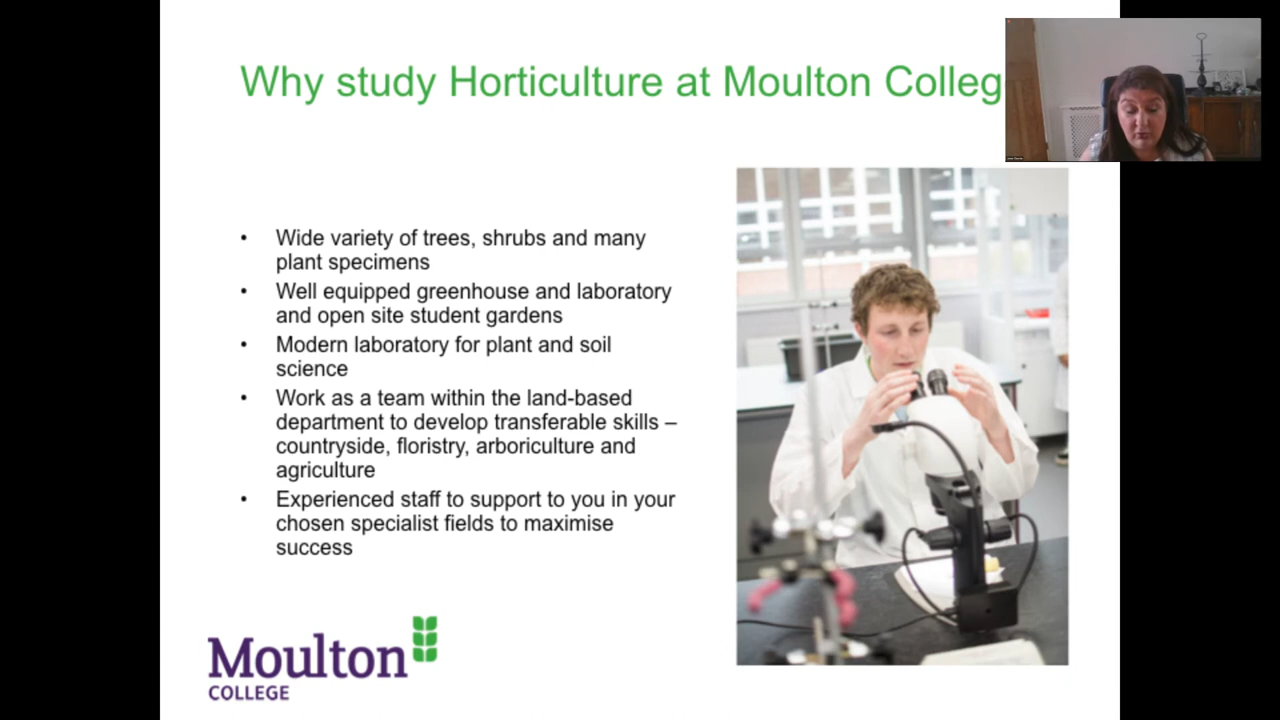 Why study Horticulture at Moulton Colleg
• Wide variety of trees, shrubs and many
plant specimens
• Well equipped greenhouse and laboratory
and open site student gardens
• Modern laboratory for plant and soil
science
• Work as a team within the land-based
department to develop transferable skills –
countryside, floristry, arboriculture and
agriculture
• Experienced staff to support to you in your
chosen specialist fields to maximise
success
Moulton
COLLEGE